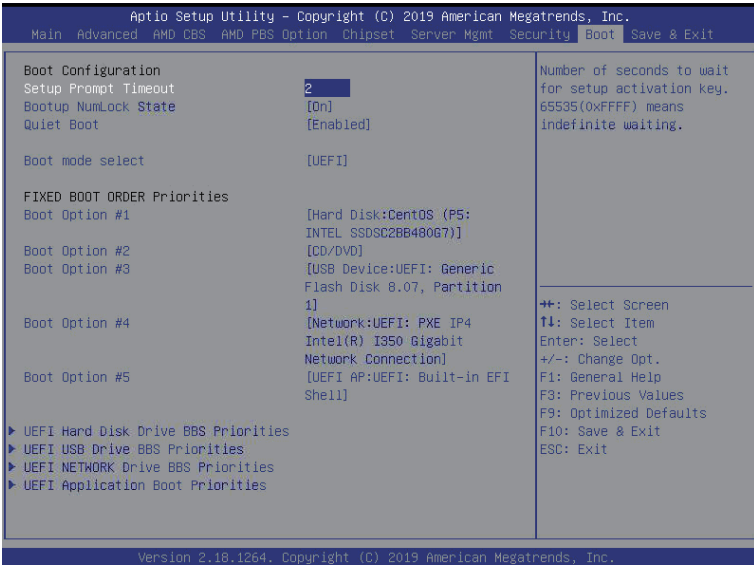 Aptio Setup Utility – Copyright (C) 2019 American Megatrends, Inc.
Main Advanced AMD CBS AMD PBS Option Chipset Server Mgmt Security Boot Save & Exit
Boot Configuration
Setup Prompt Timeout 2
Bootup NumLock State [On]
Quiet Boot [Enabled]
Boot mode select [UEFI]
FIXED BOOT ORDER Priorities
Boot Option #1 [Hard Disk:CentOS (P5:
INTEL SSDSC2BB480G7)]
Boot Option #2 [CD/DVD]
Boot Option #3 [USB Device:UEFI: Generic
Flash Disk 8.07, Partition
1]
Boot Option #4 [Network:UEFI: PXE IP4
Intel(R) I350 Gigabit
Network Connection]
Boot Option #5 [UEFI AP:UEFI: Built-in EFI
Shell]
▶ UEFI Hard Disk Drive BBS Priorities
▶ UEFI USB Drive BBS Priorities
▶ UEFI NETWORK Drive BBS Priorities
▶ UEFI Application Boot Priorities
Number of seconds to wait
for setup activation key.
65535(0xFFFF) means
indefinite waiting.
→←: Select Screen
↑↓: Select Item
Enter: Select
+/-: Change Opt.
F1: General Help
F3: Previous Values
F9: Optimized Defaults
F10: Save & Exit
ESC: Exit
Version 2.18.1264. Copyright (C) 2019 American Megatrends, Inc.